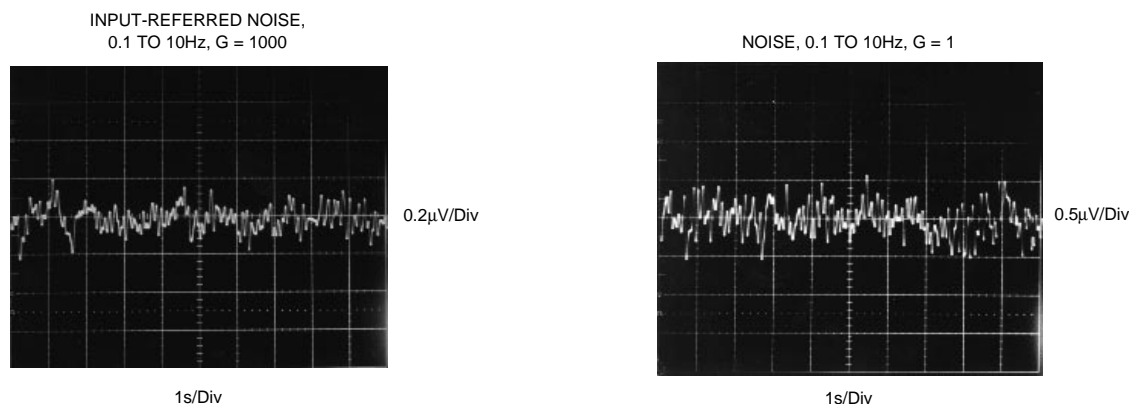 INPUT-REFERRED NOISE,
0.1 TO 10Hz, G = 1000
0.2µV/Div
1s/Div
NOISE, 0.1 TO 10Hz, G = 1
0.5µV/Div
1s/Div